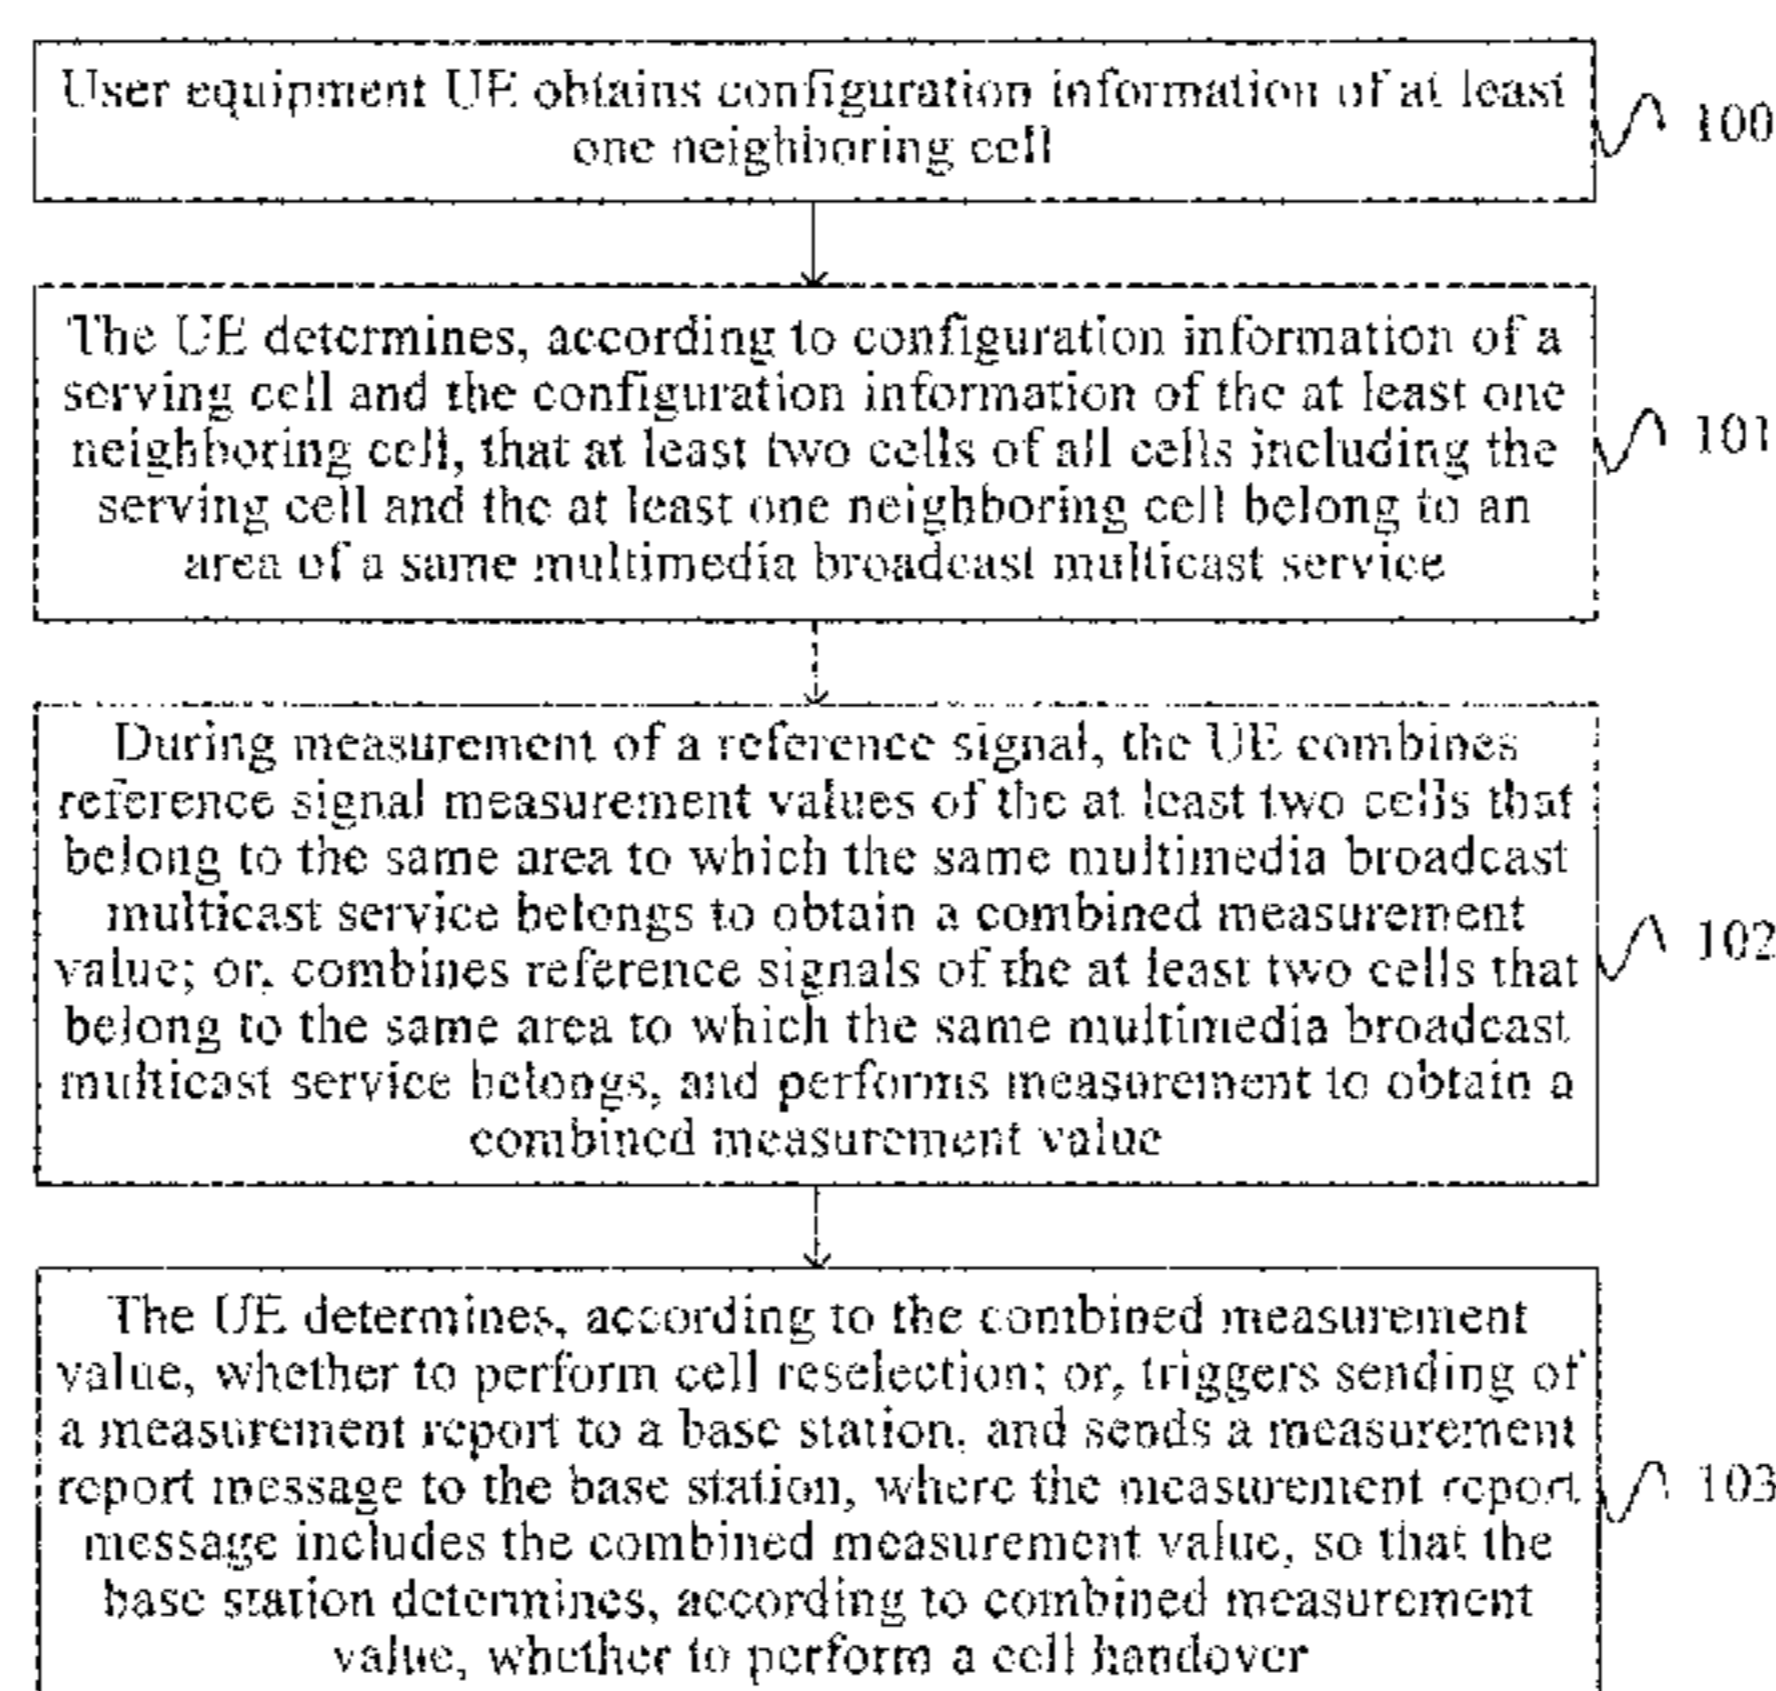 User equipment UE obtains configuration information of at least
one neighboring cell
100
The UE determines, according to configuration information of a
serving cell and the configuration information of the at least one
neighboring cell, that at least two cells of all cells including the
serving cell and the at least one neighboring cell belong to an
area of a same multimedia broadcast multicast service
101
During measurement of a reference signal, the UE combines
reference signal measurement values of the at least two cells that
belong to the same area to which the same multimedia broadcast
multicast service belongs to obtain a combined measurement
value; or, combines reference signals of the at least two cells that
belong to the same area to which the same multimedia broadcast
multicast service belongs, and performs measurement to obtain a
combined measurement value
102
The UE determines, according to the combined measurement
value, whether to perform cell reselection; or, triggers sending of
a measurement report to a base station, and sends a measurement
report message to the base station, where the measurement report
message includes the combined measurement value, so that the
base station determines, according to combined measurement
value, whether to perform a cell handover
103